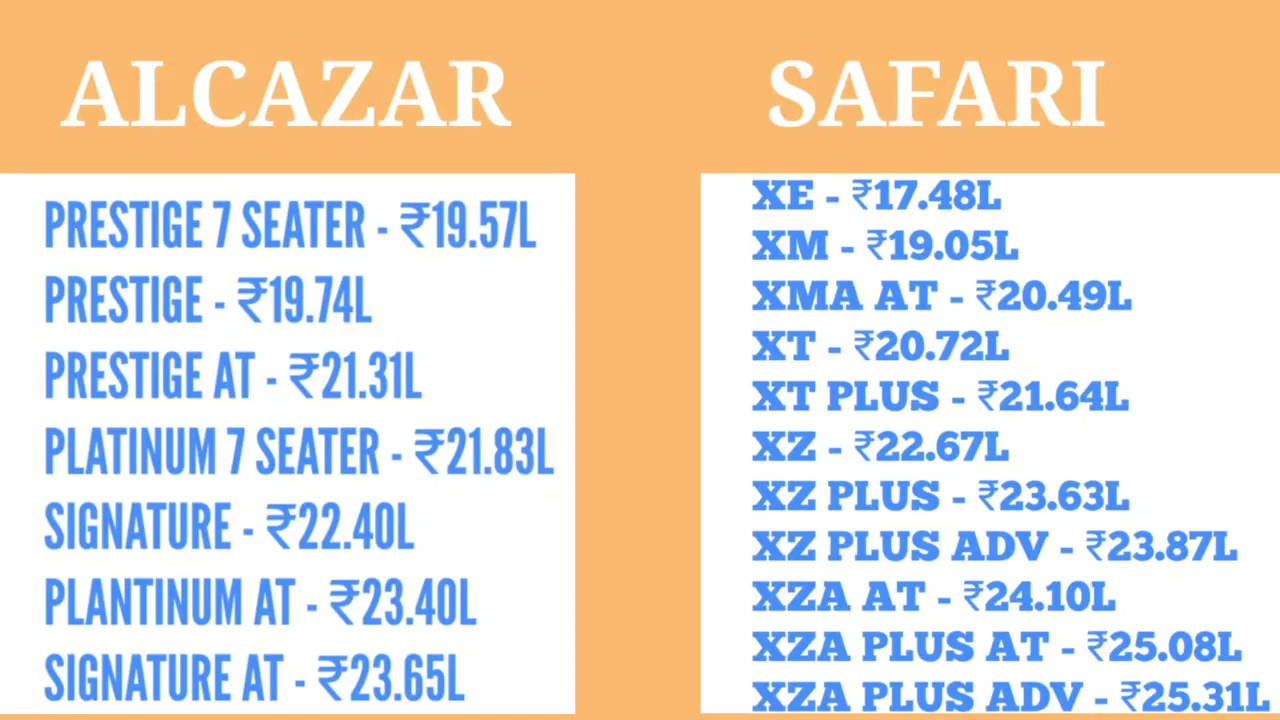 ALCAZAR
PRESTIGE 7 SEATER - ₹19.57L
PRESTIGE - ₹19.74L
PRESTIGE AT - ₹21.31L
PLATINUM 7 SEATER - ₹21.83L
SIGNATURE - ₹22.40L
PLANTINUM AT - ₹23.40L
SIGNATURE AT - ₹23.65L
SAFARI
XE - ₹17.48L
XM - ₹19.05L
XMA AT - ₹20.49L
XT - ₹20.72L
XT PLUS - ₹21.64L
XZ - ₹22.67L
XZ PLUS - ₹23.63L
XZ PLUS ADV - ₹23.87L
XZA AT - ₹24.10L
XZA PLUS AT - ₹25.08L
XZA PLUS ADV - ₹25.31L